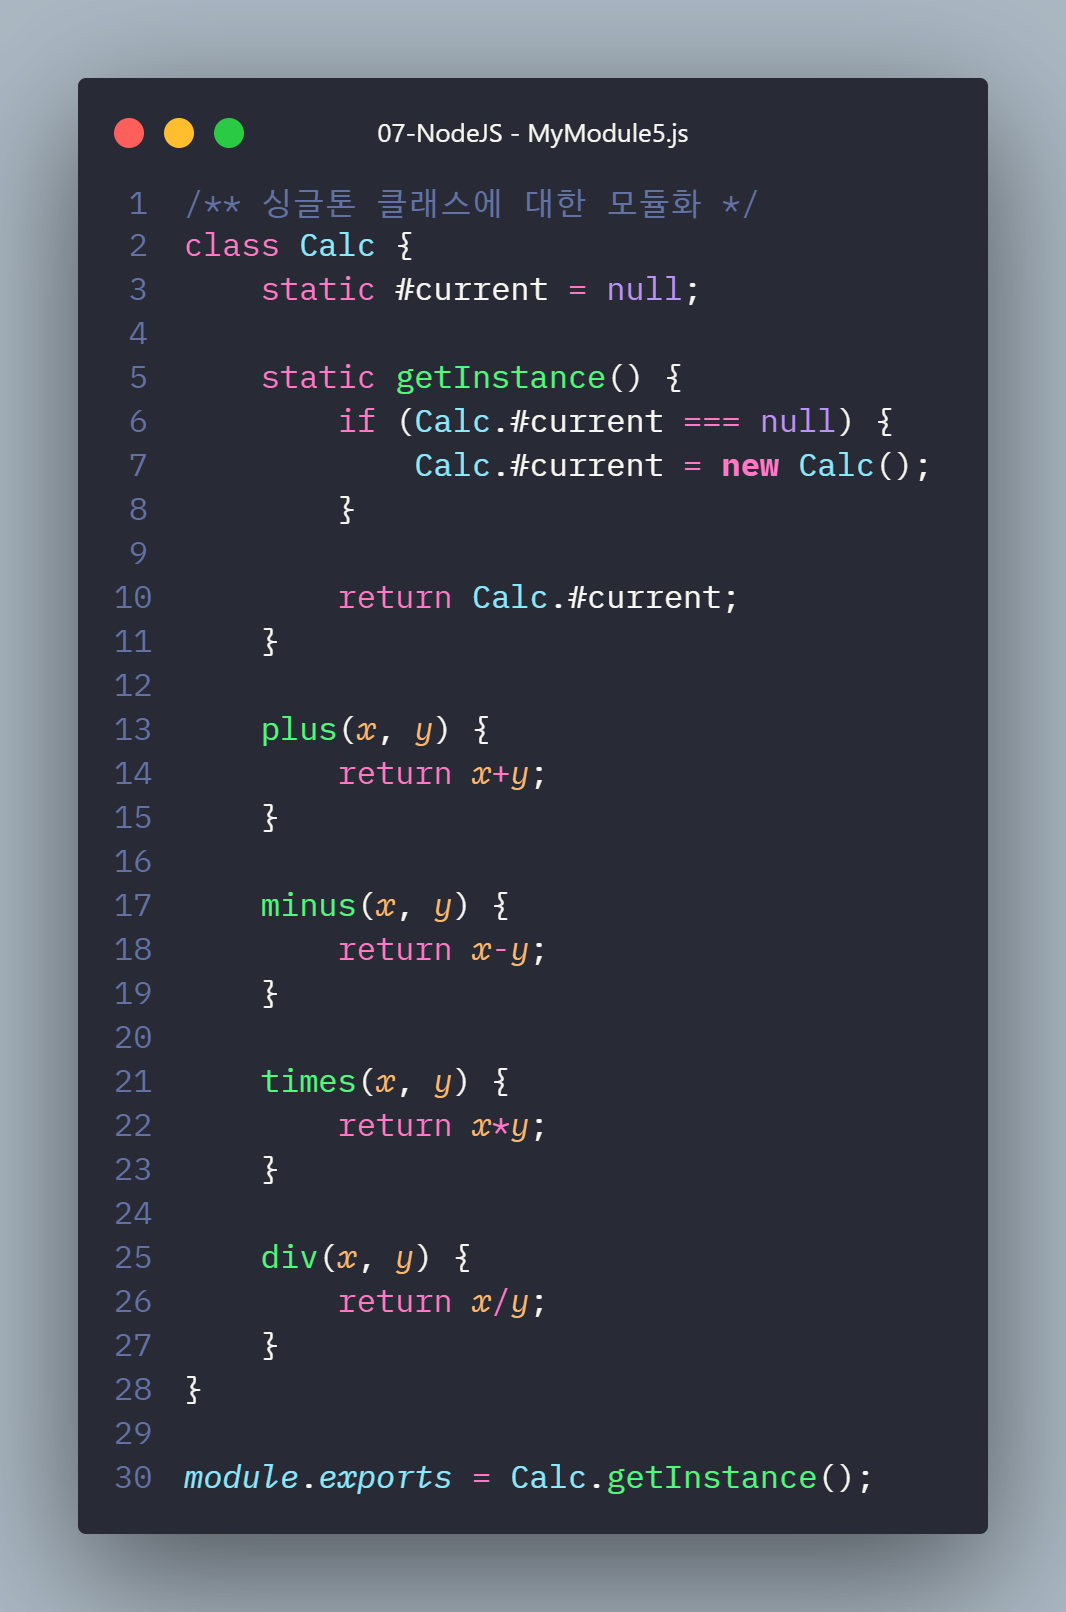 07-NodeJS - MyModule5.js
1 /** 싱글톤 클래스에 대한 모듈화 */
2 class Calc {
3     static #current = null;
4
5     static getInstance() {
6         if (Calc.#current === null) {
7             Calc.#current = new Calc();
8         }
9
10         return Calc.#current;
11     }
12
13     plus(x, y) {
14         return x+y;
15     }
16
17     minus(x, y) {
18         return x-y;
19     }
20
21     times(x, y) {
22         return x*y;
23     }
24
25     div(x, y) {
26         return x/y;
27     }
28 }
29
30 module.exports = Calc.getInstance();